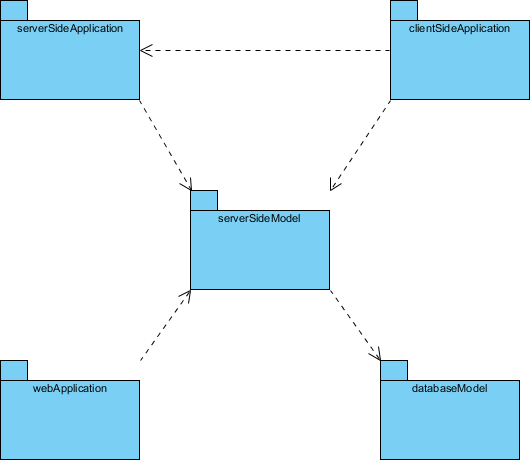 serverSideApplication
clientSideApplication
serverSideModel
webApplication
databaseModel